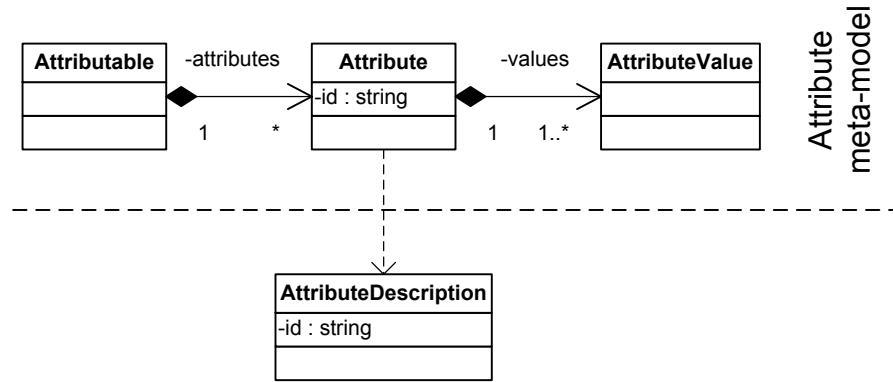 Attributable
-attributes
1
*
Attribute
-id : string
-values
1
1..*
AttributeValue
Attribute
meta-model
AttributeDescription
-id : string